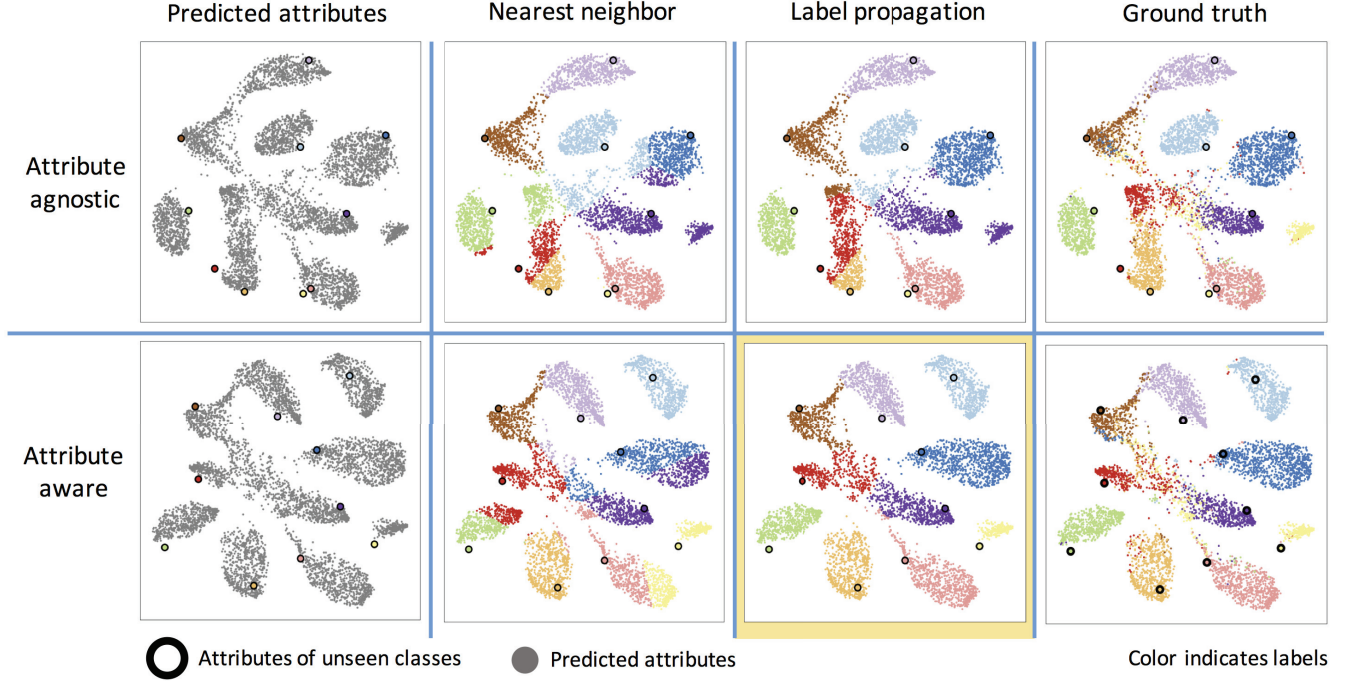 Predicted attributes
Nearest neighbor
Label propagation
Ground truth
Attribute
agnostic
Attribute
aware
Attributes of unseen classes
Predicted attributes
Color indicates labels